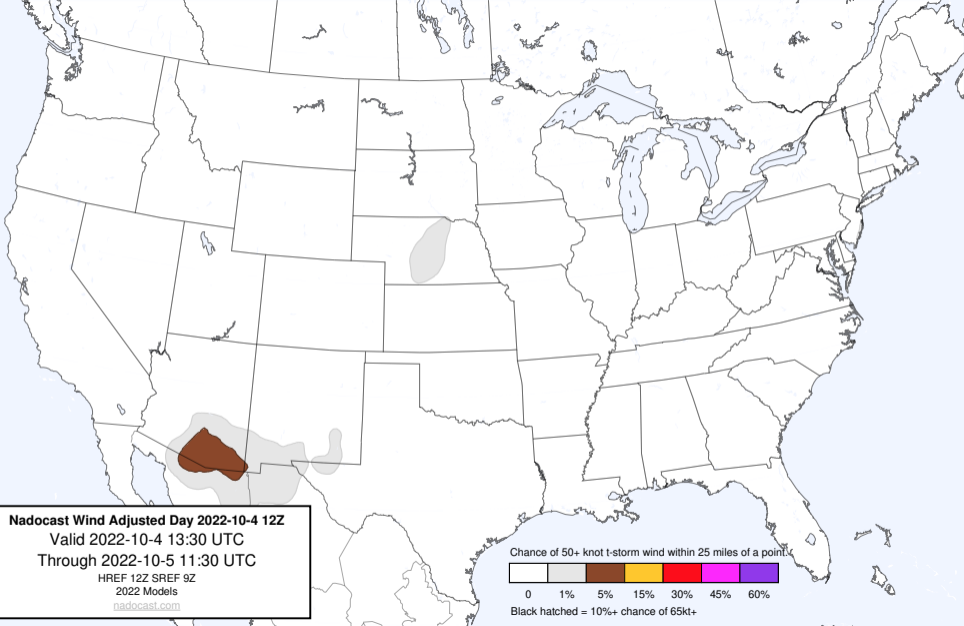 Nadocast Wind Adjusted Day 2022-10-4 12Z
Valid 2022-10-4 13:30 UTC
Through 2022-10-5 11:30 UTC
HREF 12Z SREF 9Z
2022 Models
nadocast.com
Chance of 50+ knot t-storm wind within 25 miles of a point.
0 1% 5% 15% 30% 45% 60%
Black hatched = 10%+ chance of 65kt+